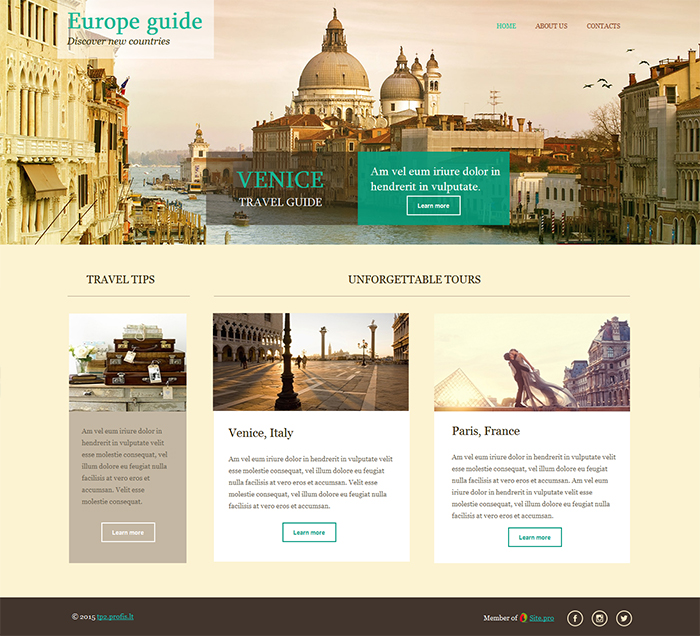 Europe guide
Discover new countries
HOME ABOUT US CONTACTS
VENICE
TRAVEL GUIDE
Am vel eum iriure dolor in
hendrerit in vulputate.
Learn more
TRAVEL TIPS
UNFORGETTABLE TOURS
Am vel eum iriure dolor in
hendrerit in vulputate velit
esse molestie consequat, vel
illum dolore eu feugiat nulla
facilisis at vero eros et
accumsan. Velit esse
molestie consequat.
Learn more
Venice, Italy
Am vel eum iriure dolor in hendrerit in vulputate velit
esse molestie consequat, vel illum dolore eu feugiat
nulla facilisis at vero eros et accumsan. Velit esse
molestie consequat, vel illum dolore eu feugiat nulla
facilisis at vero eros et accumsan.
Learn more
Paris, France
Am vel eum iriure dolor in hendrerit in vulputate velit
esse molestie consequat, vel illum dolore eu feugiat
nulla facilisis at vero eros et accumsan. Am vel eum
iriure dolor in hendrerit in vulputate velit esse
molestie consequat, vel illum dolore eu feugiat nulla
facilisis at vero eros et accumsan.
Learn more
© 2015 tp2.profis.lt
Member of Site.pro